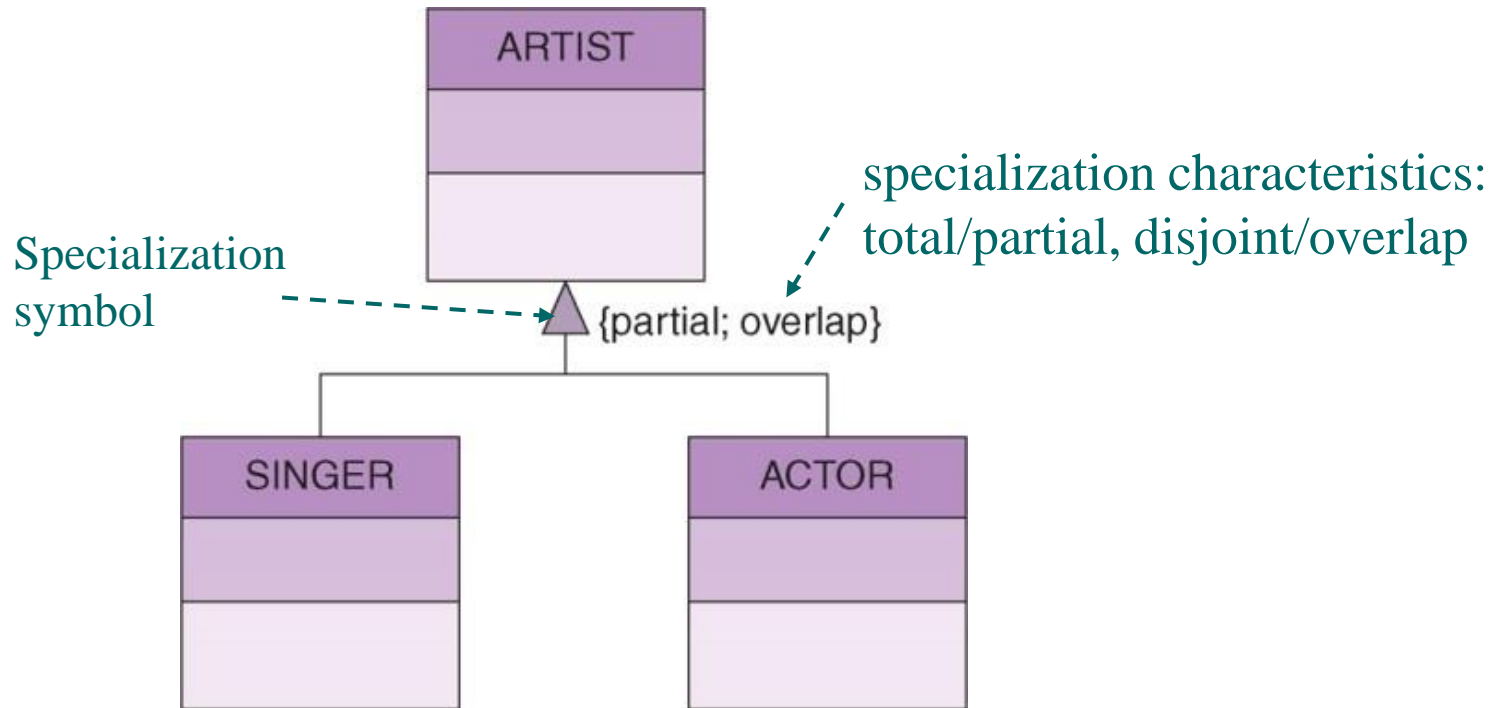 ARTIST
specialization characteristics:
total/partial, disjoint/overlap
Specialization
symbol
{partial; overlap}
SINGER
ACTOR